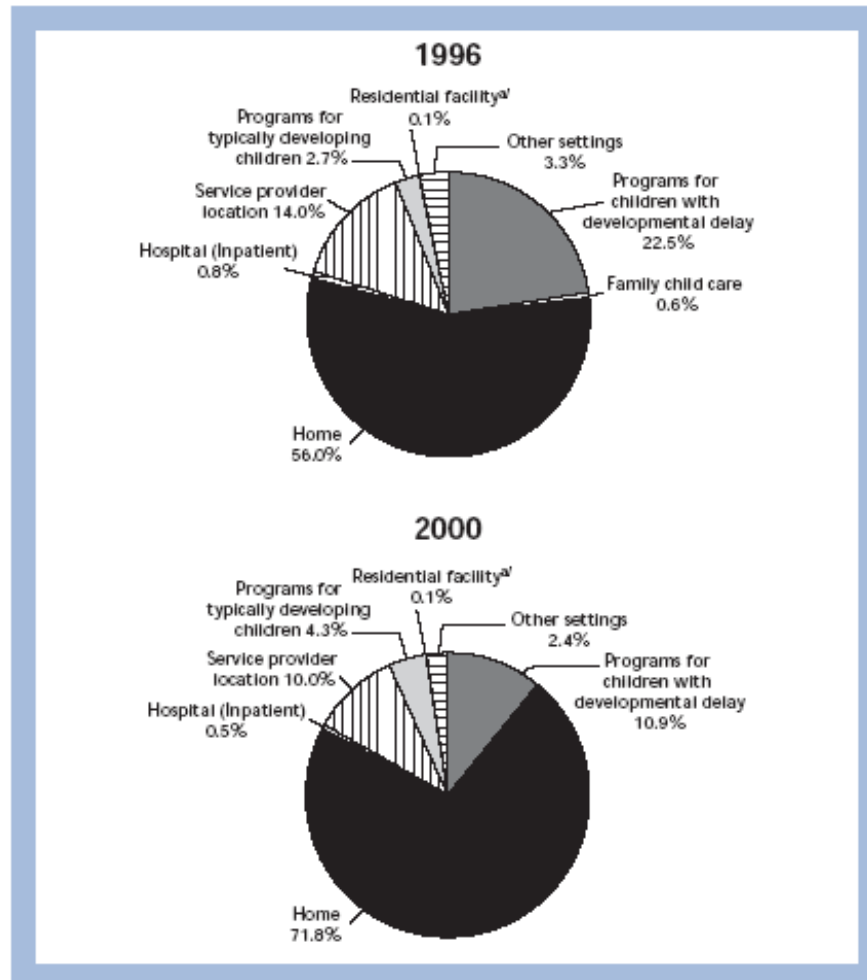 1996
Residential facilityᵃ/
0.1%
Programs for
typically developing
children 2.7%
Other settings
3.3%
Service provider
location 14.0%
Programs for
children with
developmental delay
22.5%
Hospital (Inpatient)
0.8%
Family child care
0.6%
Home
56.0%
2000
Residential facilityᵃ/
0.1%
Programs for
typically developing
children 4.3%
Other settings
2.4%
Service provider
location 10.0%
Programs for
children with
developmental delay
10.9%
Hospital (Inpatient)
0.5%
Home
71.8%